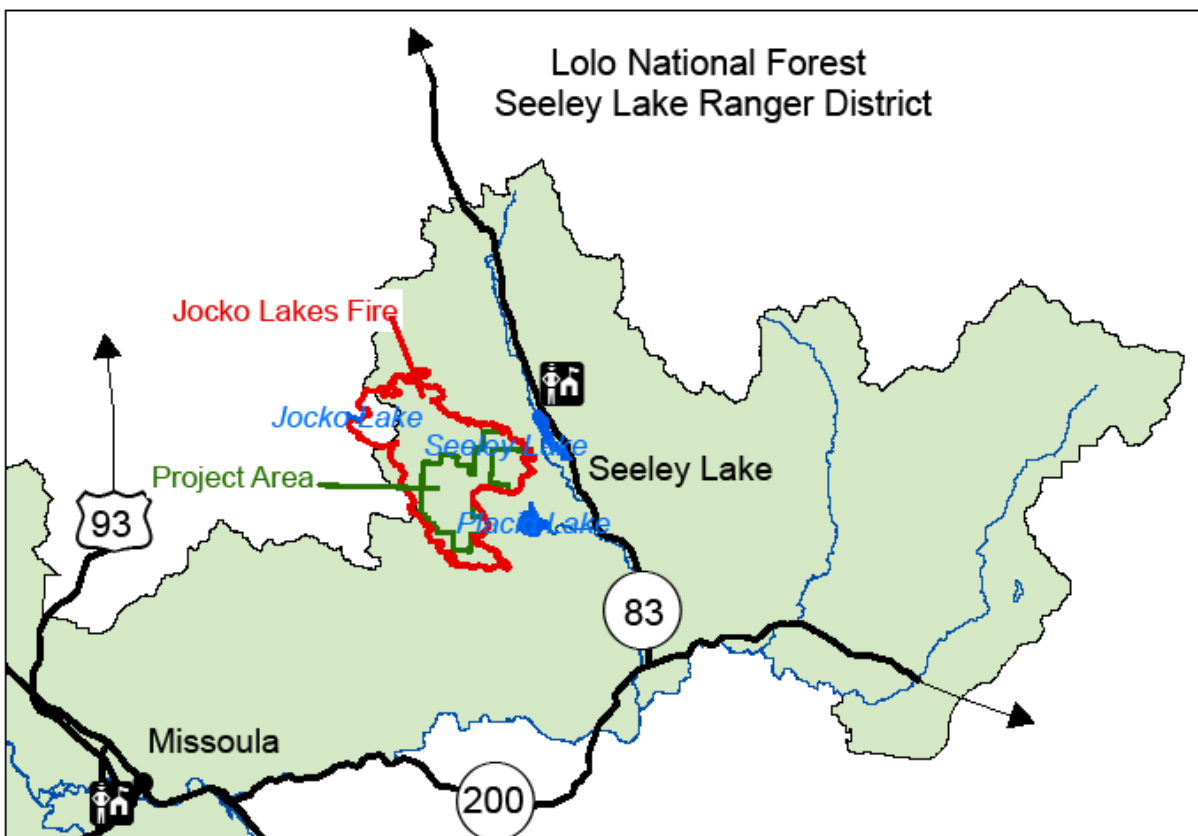 Lolo National Forest
Seeley Lake Ranger District
Jocko Lakes Fire
Jocko Lake
Seeley Lake
Seeley Lake
Project Area
93
Placid Lake
83
Missoula
200